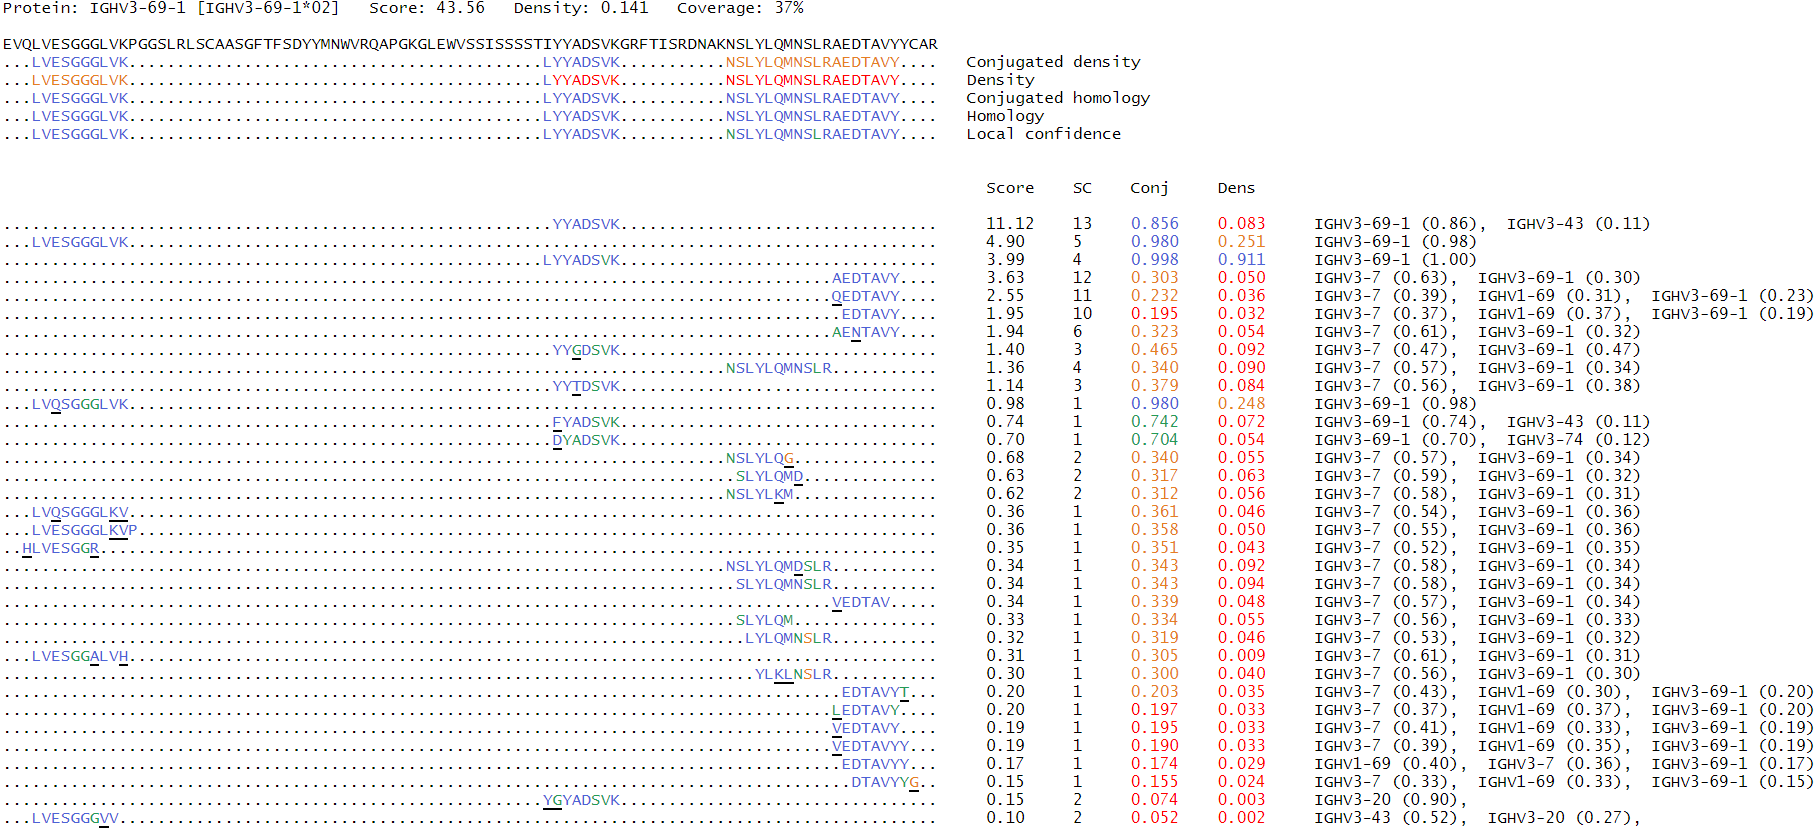 Protein: IGHV3-69-1 [IGHV3-69-1*02]   Score: 43.56   Density: 0.141   Coverage: 37%
EVQLVESGGGLVKPGGSLRLSCAASGFTFSDYYMNWVRQAPGKGLEWVSSISSSSTIYYADSVKGRFTISRDNAKNSLYLQMNSLRAEDTAVYYCAR
...LVESGGGLVK...........................................LYYADSVK...........NSLYLQMNSLRAEDTAVY.... Conjugated density
...LVESGGGLVK...........................................LYYADSVK...........NSLYLQMNSLRAEDTAVY.... Density
...LVESGGGLVK...........................................LYYADSVK...........NSLYLQMNSLRAEDTAVY.... Conjugated homology
...LVESGGGLVK...........................................LYYADSVK...........NSLYLQMNSLRAEDTAVY.... Homology
...LVESGGGLVK...........................................LYYADSVK...........NSLYLQMNSLRAEDTAVY.... Local confidence
Score SC Conj Dens
.........................................................YYADSVK................................. 11.12 13 0.856 0.083 IGHV3-69-1 (0.86), IGHV3-43 (0.11)
...LVESGGGLVK.................................................................................... 4.90 5 0.980 0.251 IGHV3-69-1 (0.98)
........................................................LYYADSVK................................. 3.99 4 0.998 0.911 IGHV3-69-1 (1.00)
......................................................................................AEDTAVY.... 3.63 12 0.303 0.050 IGHV3-7 (0.63), IGHV3-69-1 (0.30)
......................................................................................QEDTAVY.... 2.55 11 0.232 0.036 IGHV3-7 (0.39), IGHV1-69 (0.31), IGHV3-69-1 (0.23)
.......................................................................................EDTAVY.... 1.95 10 0.195 0.032 IGHV3-7 (0.37), IGHV1-69 (0.37), IGHV3-69-1 (0.19)
......................................................................................AENTAVY.... 1.94 6 0.323 0.054 IGHV3-7 (0.61), IGHV3-69-1 (0.32)
.........................................................YYGDSVK................................. 1.40 3 0.465 0.092 IGHV3-7 (0.47), IGHV3-69-1 (0.47)
...........................................................................NSLYLQMNSLR........... 1.36 4 0.340 0.090 IGHV3-7 (0.57), IGHV3-69-1 (0.34)
.........................................................YYTDSVK................................. 1.14 3 0.379 0.084 IGHV3-7 (0.56), IGHV3-69-1 (0.38)
...LVQSGGGLVK.................................................................................... 0.98 1 0.980 0.248 IGHV3-69-1 (0.98)
.........................................................FYADSVK................................. 0.74 1 0.742 0.072 IGHV3-69-1 (0.74), IGHV3-43 (0.11)
.........................................................DYADSVK................................. 0.70 1 0.704 0.054 IGHV3-69-1 (0.70), IGHV3-74 (0.12)
...........................................................................NSLYLQG............... 0.68 2 0.340 0.055 IGHV3-7 (0.57), IGHV3-69-1 (0.34)
............................................................................SLYLQMD.............. 0.63 2 0.317 0.063 IGHV3-7 (0.59), IGHV3-69-1 (0.32)
...........................................................................NSLYLKM............... 0.62 2 0.312 0.056 IGHV3-7 (0.58), IGHV3-69-1 (0.31)
...LVQSGGGLKV.................................................................................... 0.36 1 0.361 0.046 IGHV3-7 (0.54), IGHV3-69-1 (0.36)
...LVESGGGLKVP................................................................................... 0.36 1 0.358 0.050 IGHV3-7 (0.55), IGHV3-69-1 (0.36)
..HLVESGGR....................................................................................... 0.35 1 0.351 0.043 IGHV3-7 (0.52), IGHV3-69-1 (0.35)
...........................................................................NSLYLQMDSLR........... 0.34 1 0.343 0.092 IGHV3-7 (0.58), IGHV3-69-1 (0.34)
............................................................................SLYLQMNSLR........... 0.34 1 0.343 0.094 IGHV3-7 (0.58), IGHV3-69-1 (0.34)
......................................................................................VEDTAV..... 0.34 1 0.339 0.048 IGHV3-7 (0.57), IGHV3-69-1 (0.34)
............................................................................SLYLQM............... 0.33 1 0.334 0.055 IGHV3-7 (0.56), IGHV3-69-1 (0.33)
.............................................................................LYLQMNSLR........... 0.32 1 0.319 0.046 IGHV3-7 (0.53), IGHV3-69-1 (0.32)
...LVESGGALVH.................................................................................... 0.31 1 0.305 0.009 IGHV3-7 (0.61), IGHV3-69-1 (0.31)
..............................................................................YLKLNSLR........... 0.30 1 0.300 0.040 IGHV3-7 (0.56), IGHV3-69-1 (0.30)
.......................................................................................EDTAVYT... 0.20 1 0.203 0.035 IGHV3-7 (0.43), IGHV1-69 (0.30), IGHV3-69-1 (0.20)
......................................................................................LEDTAVY.... 0.20 1 0.197 0.033 IGHV3-7 (0.37), IGHV1-69 (0.37), IGHV3-69-1 (0.20)
......................................................................................VEDTAVY.... 0.19 1 0.195 0.033 IGHV3-7 (0.41), IGHV1-69 (0.33), IGHV3-69-1 (0.19)
......................................................................................VEDTAVYY... 0.19 1 0.190 0.033 IGHV3-7 (0.39), IGHV1-69 (0.35), IGHV3-69-1 (0.19)
.......................................................................................EDTAVYY... 0.17 1 0.174 0.029 IGHV1-69 (0.40), IGHV3-7 (0.36), IGHV3-69-1 (0.17)
........................................................................................DTAVYYG.. 0.15 1 0.155 0.024 IGHV3-7 (0.33), IGHV1-69 (0.33), IGHV3-69-1 (0.15)
........................................................YGYADSVK................................. 0.15 2 0.074 0.003 IGHV3-20 (0.90),
...LVESGGGVV..................................................................................... 0.10 2 0.052 0.002 IGHV3-43 (0.52), IGHV3-20 (0.27),